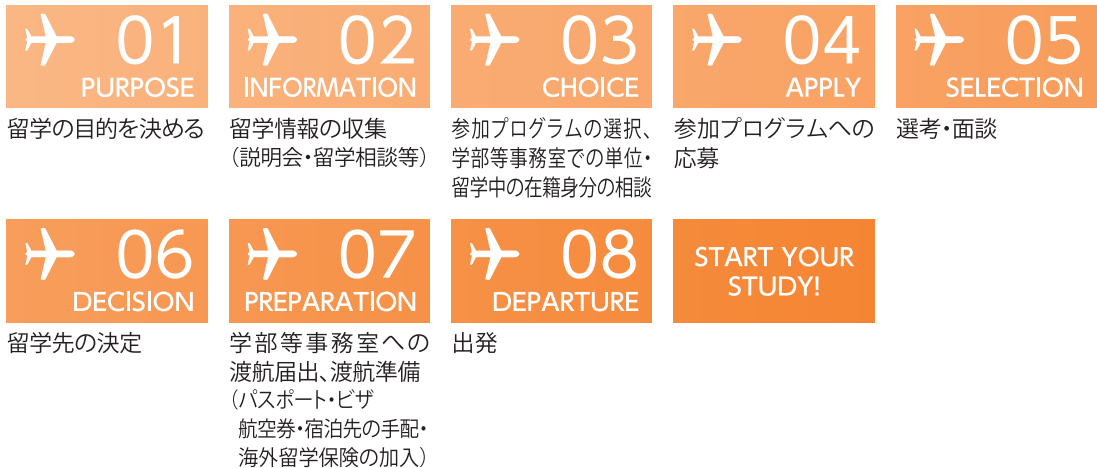 01
PURPOSE
留学の目的を決める
02
INFORMATION
留学情報の収集
（説明会・留学相談等）
03
CHOICE
参加プログラムの選択、
学部等事務室での単位・
留学中の在籍身分の相談
04
APPLY
参加プログラムへの
応募
05
SELECTION
選考・面談
06
DECISION
留学先の決定
07
PREPARATION
学部等事務室への
渡航届出、渡航準備
（パスポート・ビザ
航空券・宿泊先の手配・
海外留学保険の加入）
08
DEPARTURE
出発
START YOUR
STUDY!